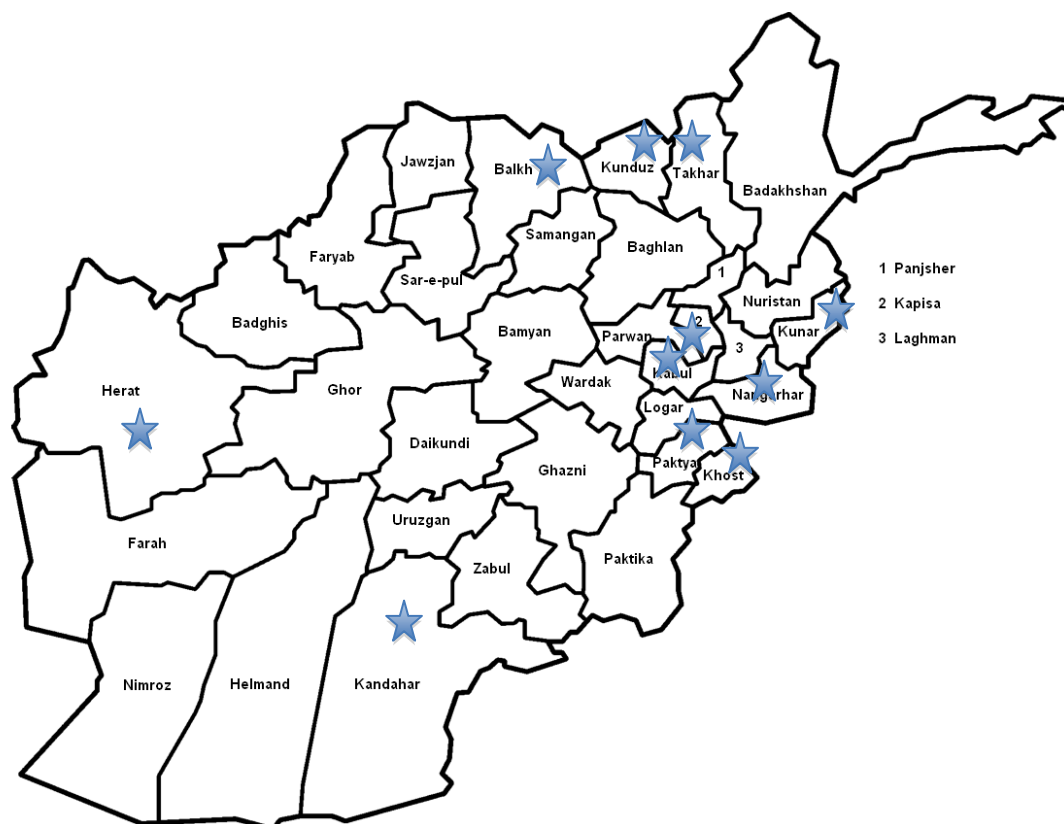 Jawzjan
Balkh
Kunduz
Takhar
Badakhshan
Samangan
Baghlan
Faryab
Sar-e-pul
1
1 Panjsher
Nuristan
2 Kapisa
Badghis
Bamyan
Parwan
2
Kunar
3
3 Laghman
Kabul
Herat
Ghor
Wardak
Nangarhar
Logar
Daikundi
Ghazni
Paktya
Khost
Uruzgan
Farah
Zabul
Paktika
Nimroz
Helmand
Kandahar